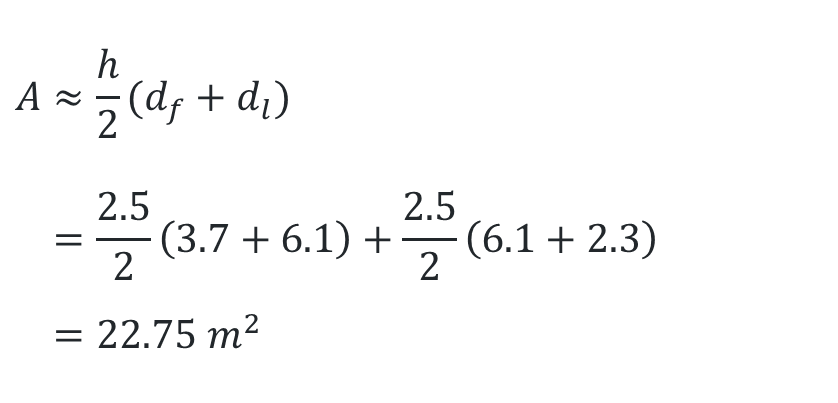 A ≈ h/2 (d_f + d_l)
= 2.5/2 (3.7 + 6.1) + 2.5/2 (6.1 + 2.3)
= 22.75 m²